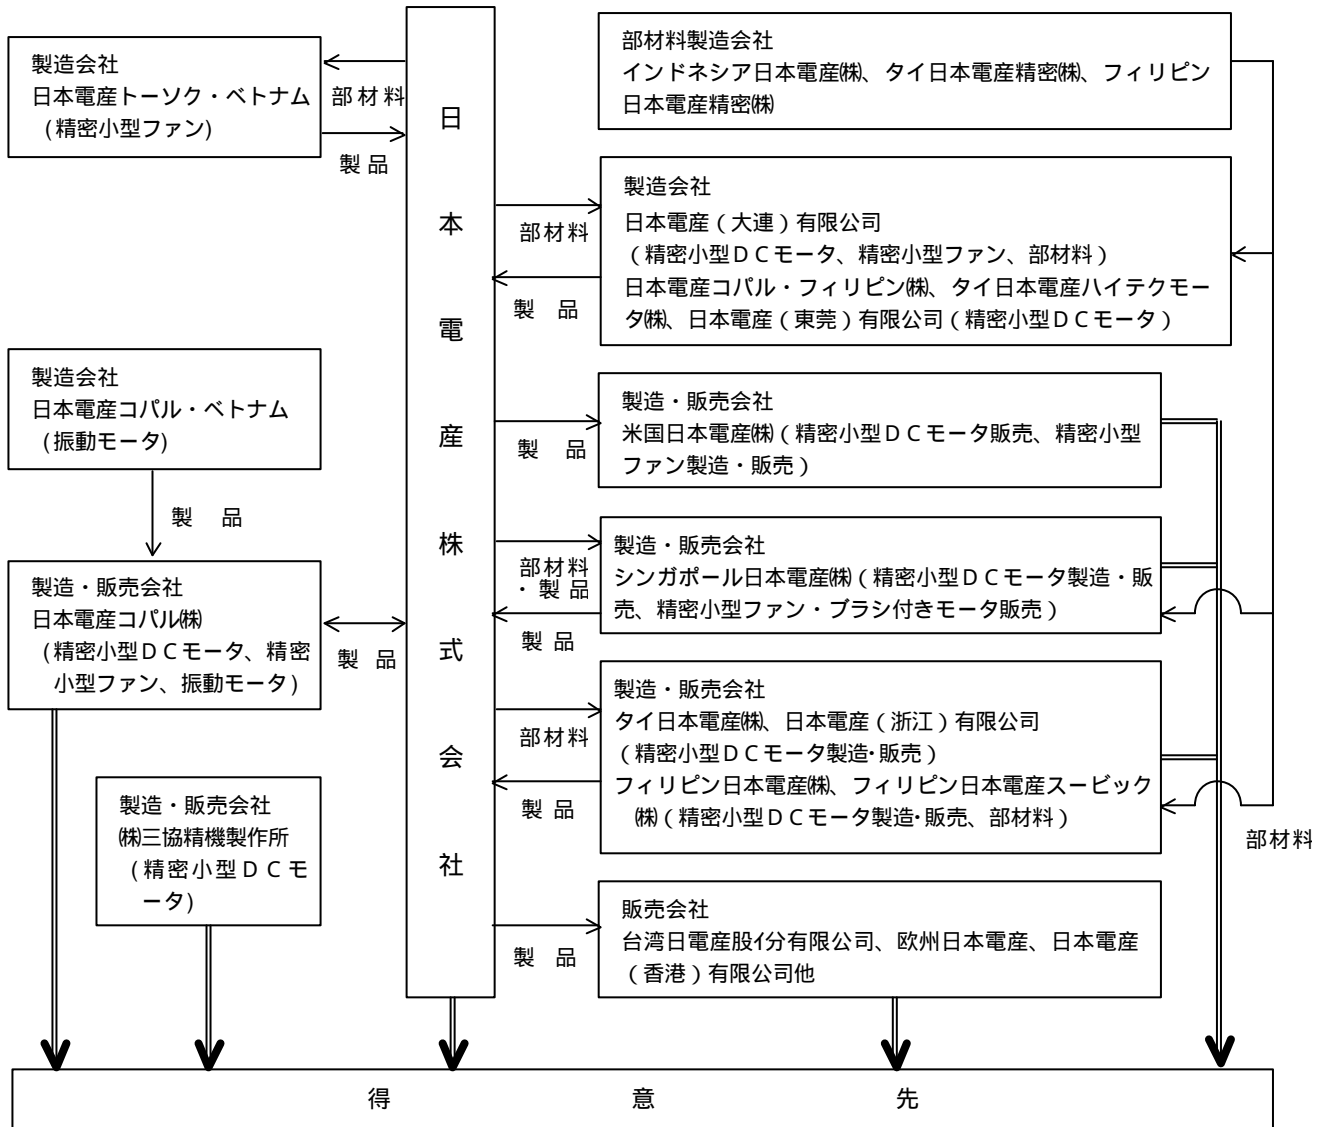 製造会社
日本電産トーソク・ベトナム
(精密小型ファン)
部材料
製品
製造会社
日本電産コパル・ベトナム
(振動モータ)
製品
製造・販売会社
日本電産コパル㈱
(精密小型DCモータ、精密
小型ファン、振動モータ)
製品
製造・販売会社
㈱三協精機製作所
(精密小型DCモ
ータ)
日本電産株式会社
部材料製造会社
インドネシア日本電産㈱、タイ日本電産精密㈱、フィリピン
日本電産精密㈱
部材料
製品
製造会社
日本電産(大連)有限公司
(精密小型DCモータ、精密小型ファン、部材料)
日本電産コパル・フィリピン㈱、タイ日本電産ハイテクモー
タ㈱、日本電産(東莞)有限公司(精密小型DCモータ)
製品
製造・販売会社
米国日本電産㈱(精密小型DCモータ販売、精密小型
ファン製造・販売)
部材料
・製品
製品
製造・販売会社
シンガポール日本電産㈱(精密小型DCモータ製造・販
売、精密小型ファン・ブラシ付きモータ販売)
部材料
製品
製造・販売会社
タイ日本電産㈱、日本電産(浙江)有限公司
(精密小型DCモータ製造・販売)
フィリピン日本電産㈱、フィリピン日本電産スービック
㈱(精密小型DCモータ製造・販売、部材料)
部材料
製品
販売会社
台湾日電産股イ分有限公司、欧州日本電産、日本電産
(香港)有限公司他
得意先